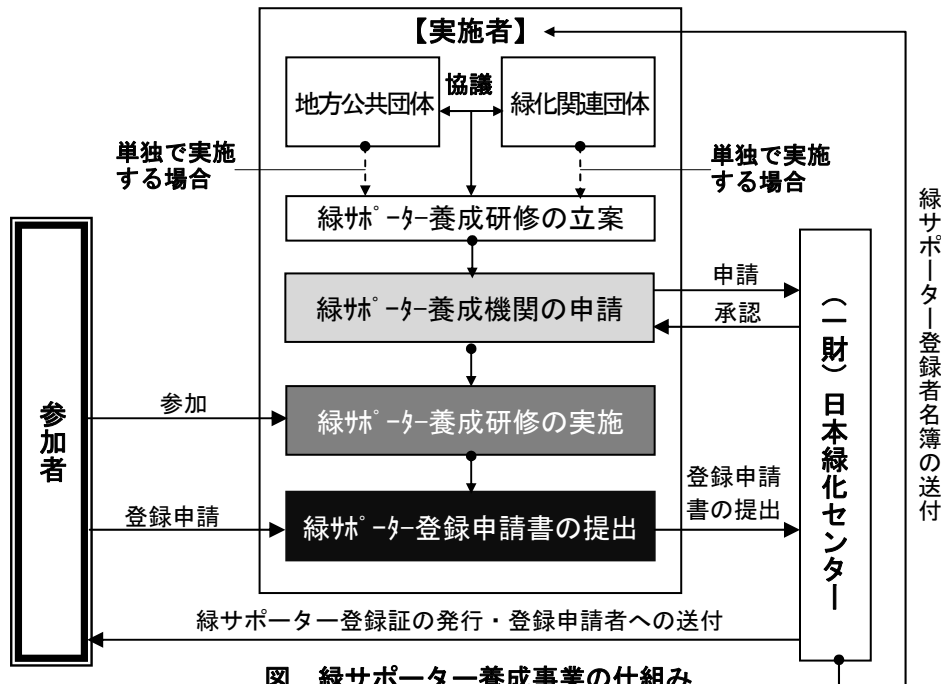 【実施者】
地方公共団体
協議
緑化関連団体
単独で実施
する場合
単独で実施
する場合
緑ｻﾎﾟｰﾀｰ養成研修の立案
緑ｻﾎﾟｰﾀｰ養成機関の申請
申請
承認
参加者
参加
緑ｻﾎﾟｰﾀｰ養成研修の実施
登録申請
緑ｻﾎﾟｰﾀｰ登録申請書の提出
登録申請
書の提出
（一財）日本緑化センター
緑サポーター登録者名簿の送付
緑サポーター登録証の発行・登録申請者への送付
図　緑サポーター養成事業の仕組み